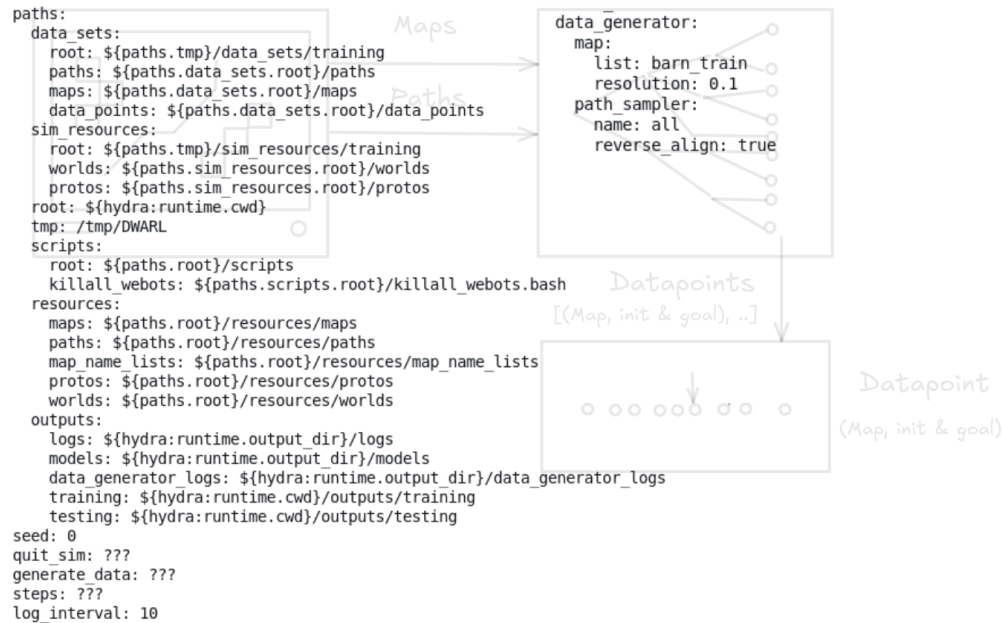 paths:
  data_sets:
    root: ${paths.tmp}/data_sets/training
    paths: ${paths.data_sets.root}/paths
    maps: ${paths.data_sets.root}/maps
    data_points: ${paths.data_sets.root}/data_points
  sim_resources:
    root: ${paths.tmp}/sim_resources/training
    worlds: ${paths.sim_resources.root}/worlds
    protos: ${paths.sim_resources.root}/protos
  root: ${hydra:runtime.cwd}
  tmp: /tmp/DWARL
  scripts:
    root: ${paths.root}/scripts
    killall_webots: ${paths.scripts.root}/killall_webots.bash
  resources:
    maps: ${paths.root}/resources/maps
    paths: ${paths.root}/resources/paths
    map_name_lists: ${paths.root}/resources/map_name_lists
    protos: ${paths.root}/resources/protos
    worlds: ${paths.root}/resources/worlds
  outputs:
    logs: ${hydra:runtime.output_dir}/logs
    models: ${hydra:runtime.output_dir}/models
    data_generator_logs: ${hydra:runtime.output_dir}/data_generator_logs
    training: ${hydra:runtime.cwd}/outputs/training
    testing: ${hydra:runtime.cwd}/outputs/testing
seed: 0
quit_sim: ???
generate_data: ???
steps: ???
log_interval: 10
Maps
Paths
data_generator:
  map:
    list: barn_train
    resolution: 0.1
  path_sampler:
    name: all
    reverse_align: true
Datapoints
[(Map, init & goal), ..]
Datapoint
(Map, init & goal)